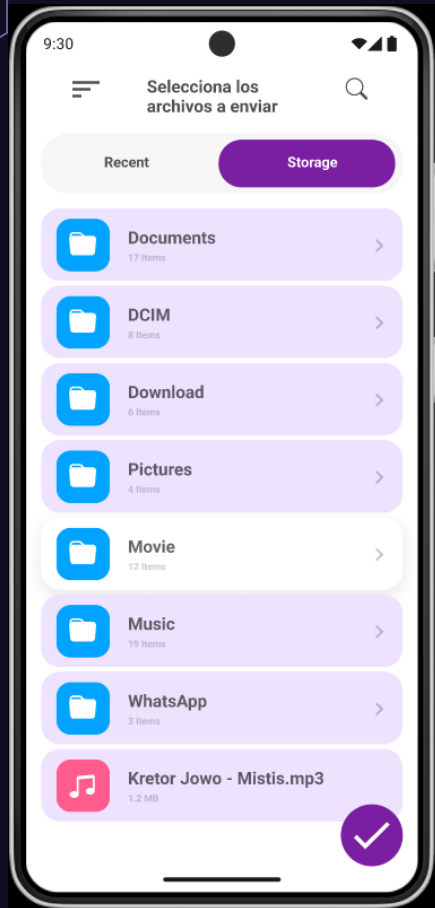 9:30
Selecciona los
archivos a enviar
Recent
Storage
Documents
17 Items
DCIM
8 Items
Download
6 Items
Pictures
4 Items
Movie
12 Items
Music
19 Items
WhatsApp
3 Items
Kretor Jowo - Mistis.mp3
1.2 MB